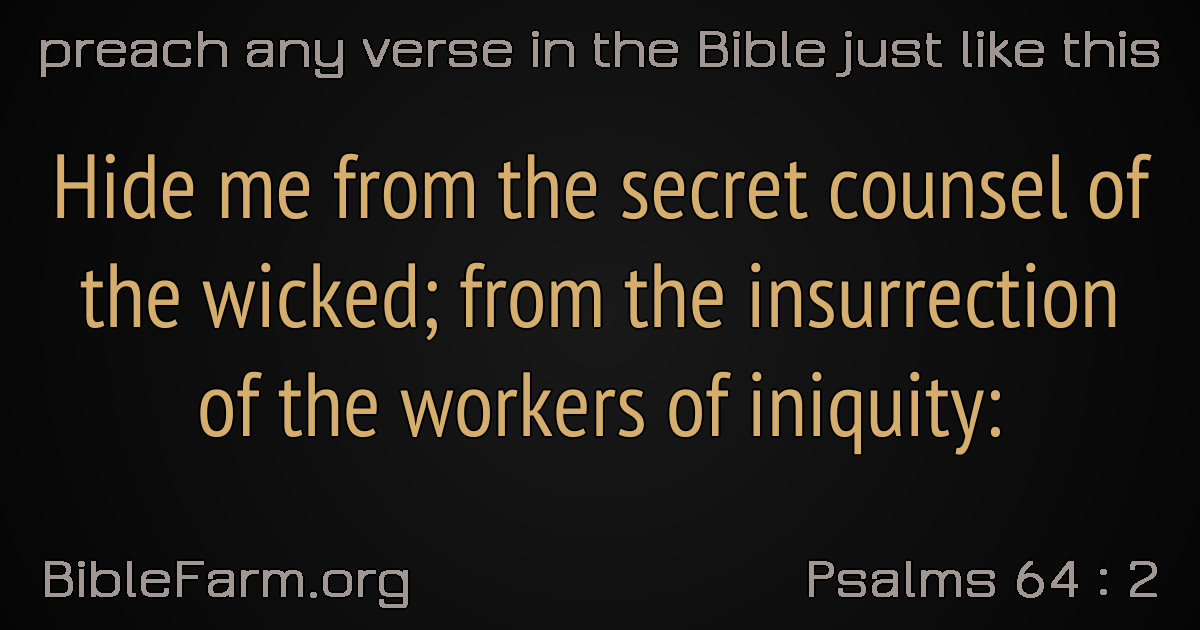 preach any verse in the Bible just like this
Hide me from the secret counsel of
the wicked; from the insurrection
of the workers of iniquity:
BibleFarm.org
Psalms 64 : 2